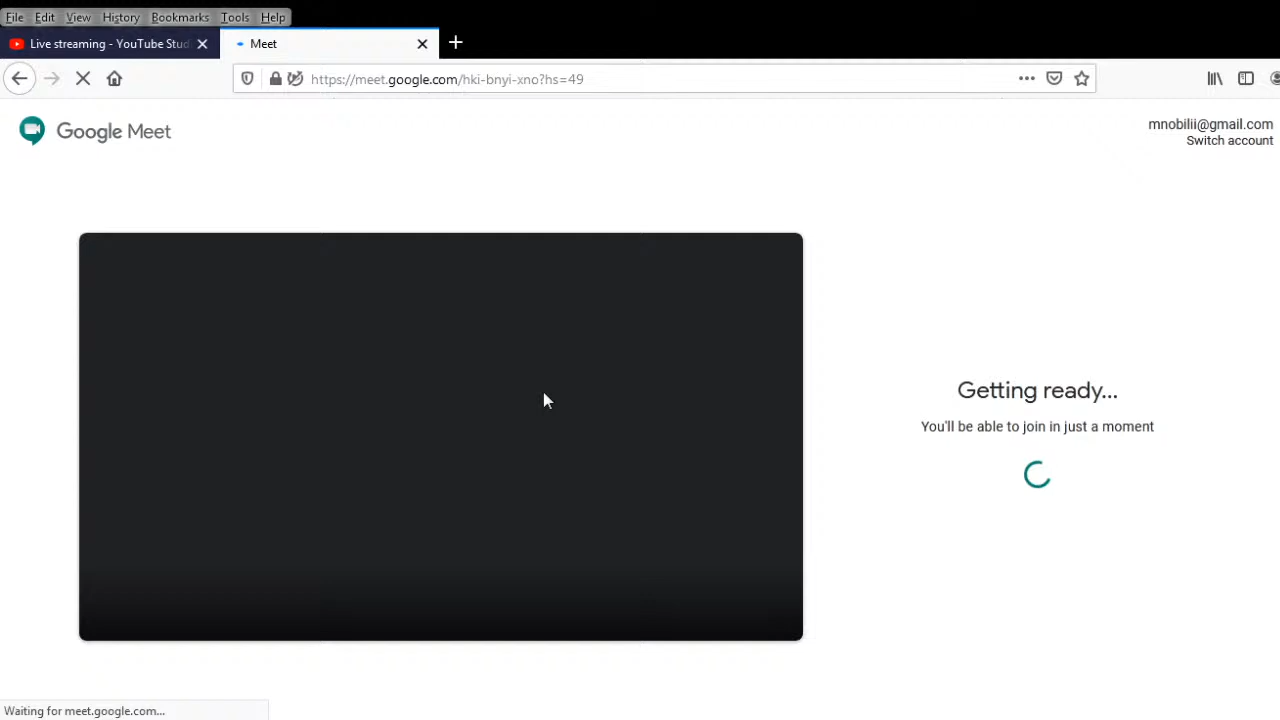 File Edit View History Bookmarks Tools Help
Live streaming - YouTube Stud
Meet
https://meet.google.com/hki-bnyi-xno?hs=49
Google Meet
mnobilii@gmail.com
Switch account
Getting ready...
You'll be able to join in just a moment
Waiting for meet.google.com...